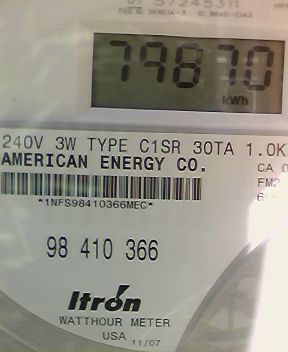 57245311
79870
kWh
240V 3W TYPE C1SR 30TA 1.0K
AMERICAN ENERGY CO.
CA
FM2
*1NFS98410366MEC*
98 410 366
Itron
WATTHOUR METER
USA 11/07